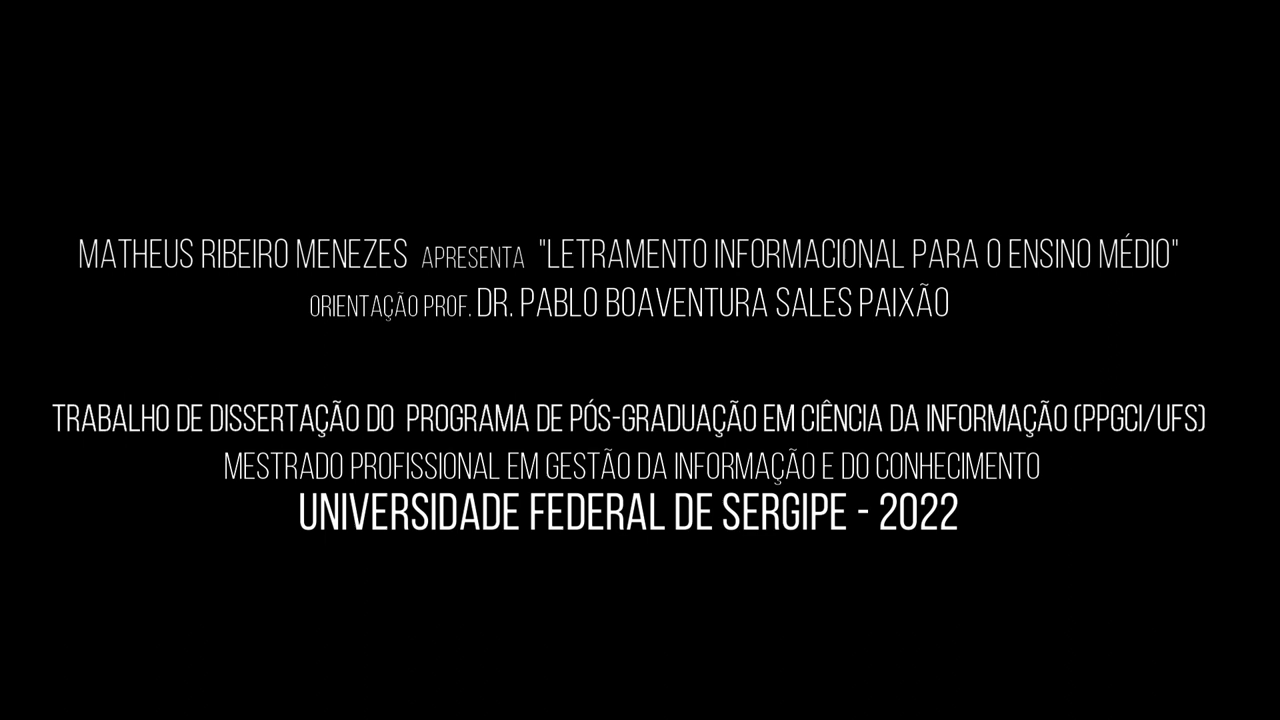 MATHEUS RIBEIRO MENEZES APRESENTA "LETRAMENTO INFORMACIONAL PARA O ENSINO MÉDIO"
ORIENTAÇÃO PROF. DR. PABLO BOAVENTURA SALES PAIXÃO
TRABALHO DE DISSERTAÇÃO DO PROGRAMA DE PÓS-GRADUAÇÃO EM CIÊNCIA DA INFORMAÇÃO (PPGCI/UFS)
MESTRADO PROFISSIONAL EM GESTÃO DA INFORMAÇÃO E DO CONHECIMENTO
UNIVERSIDADE FEDERAL DE SERGIPE - 2022